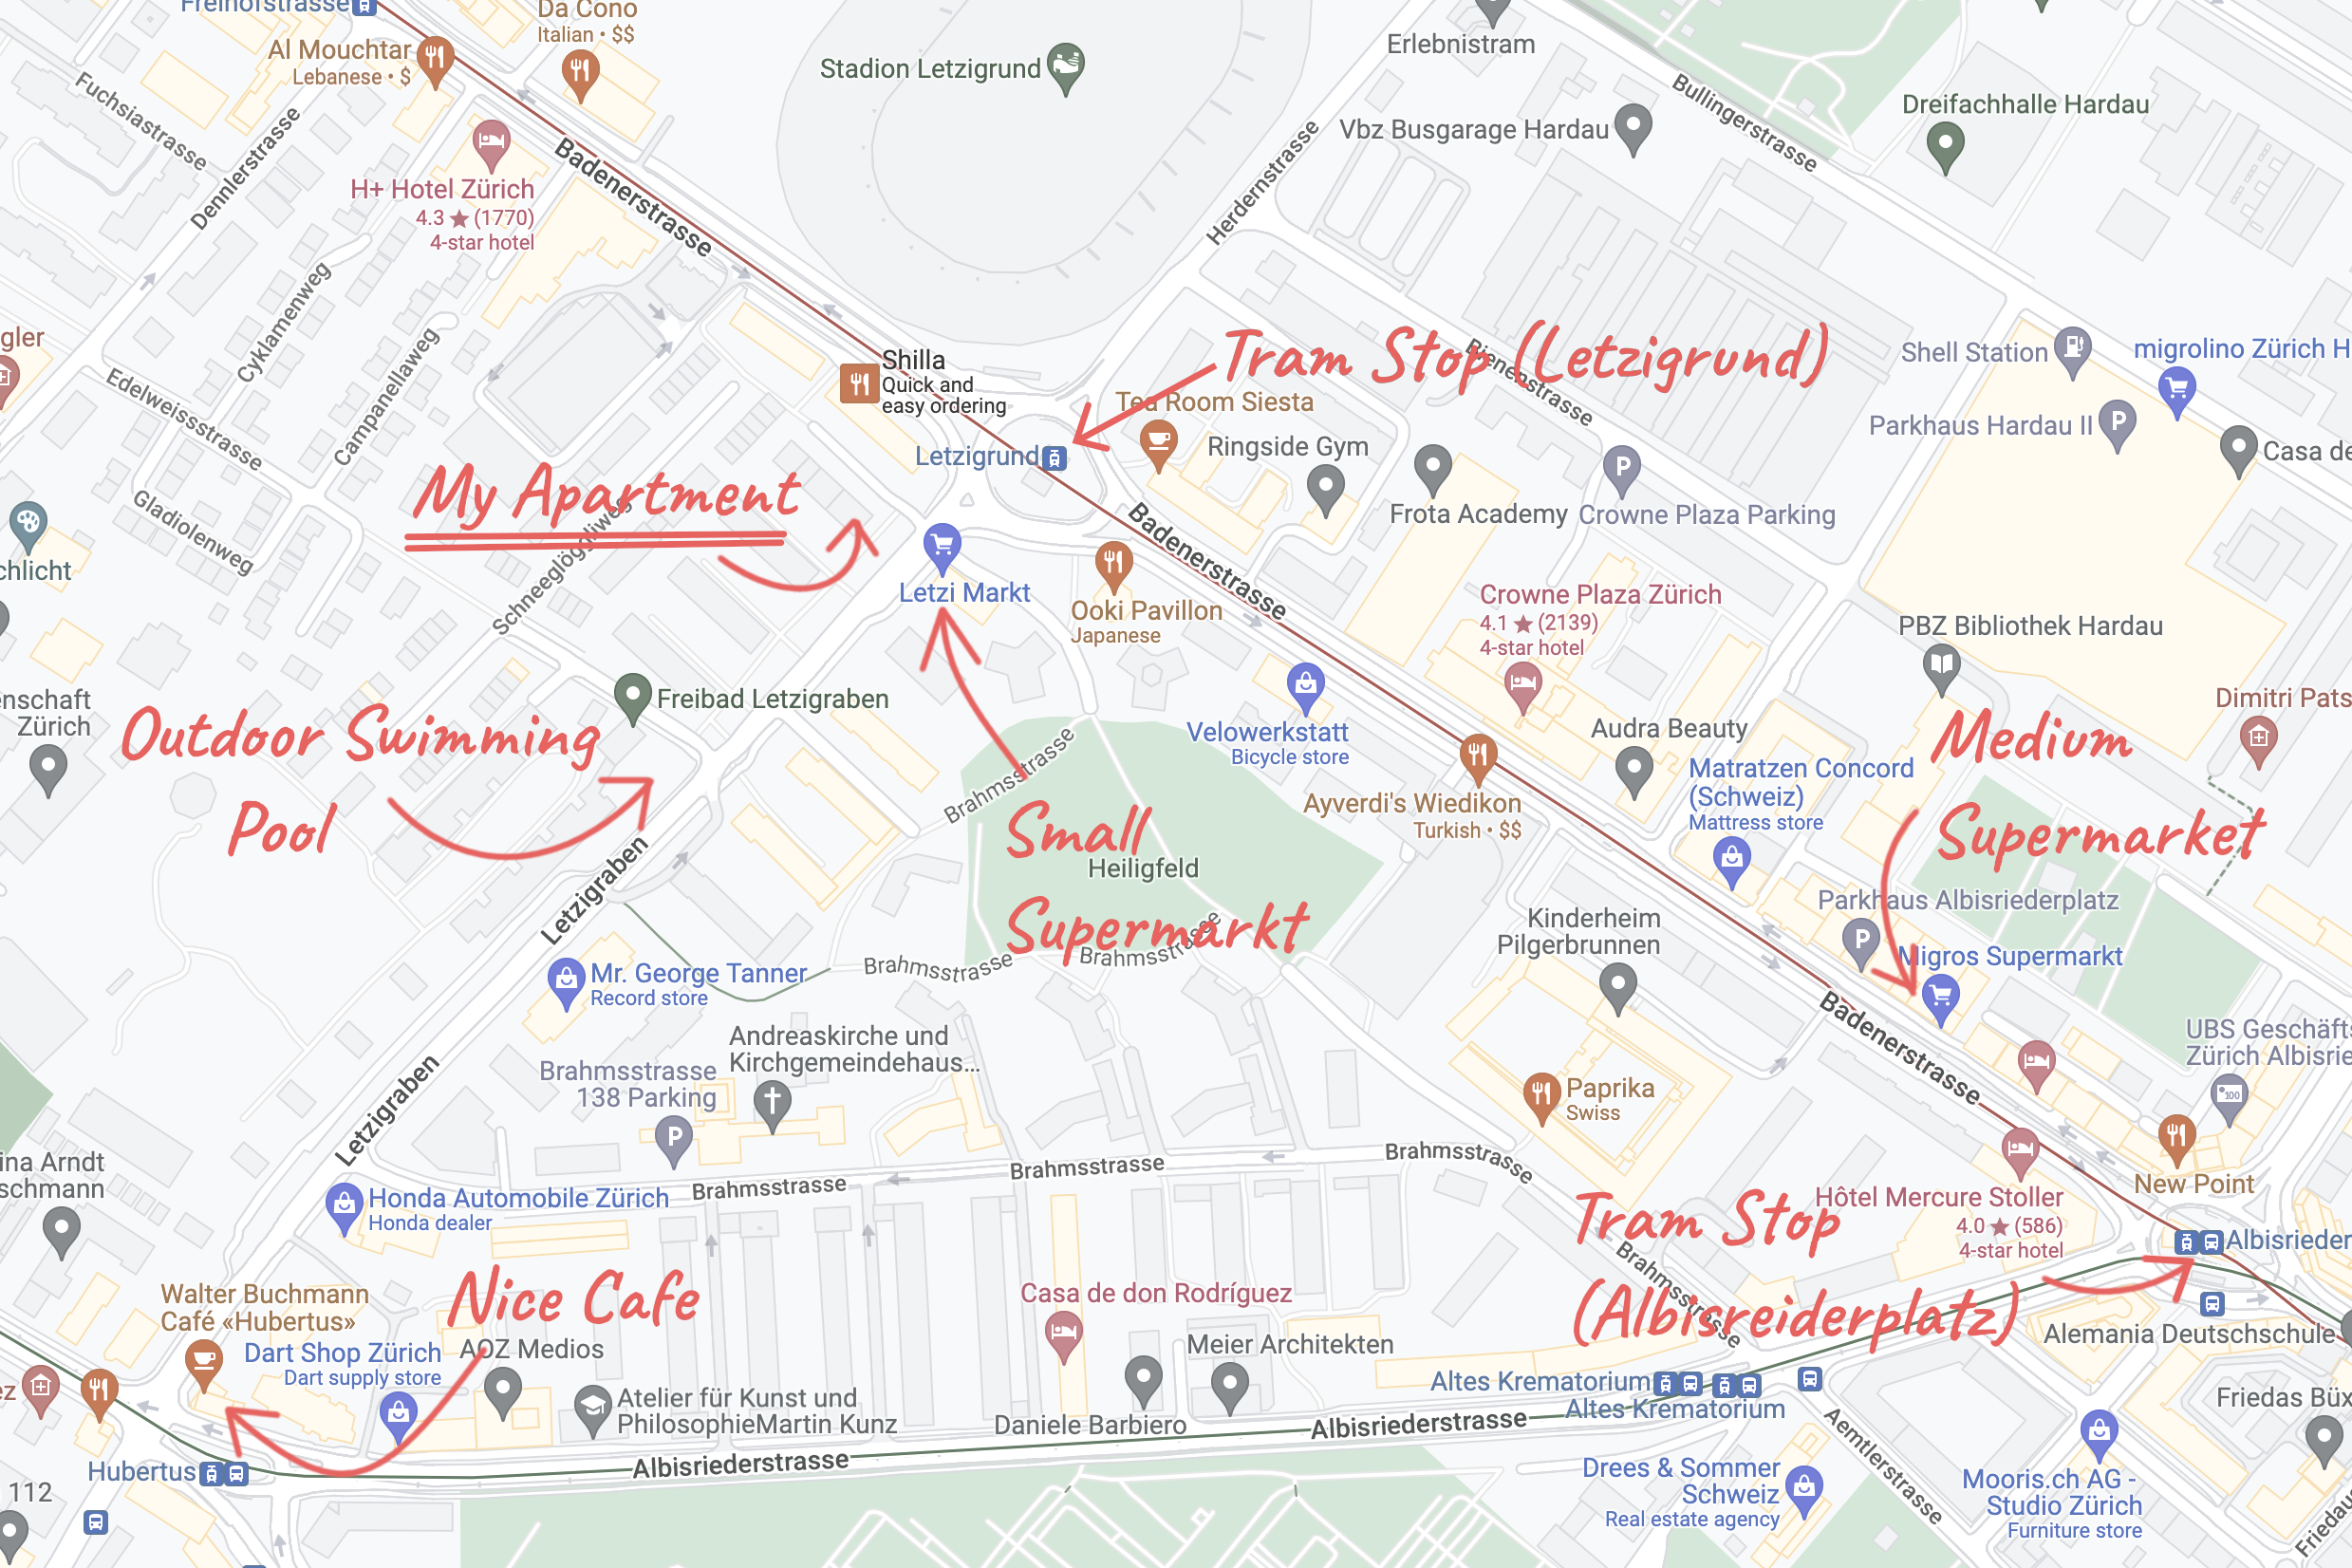 Freihofstrasse
Da Cono
Italian • $$
Al Mouchtar
Lebanese • $
Erlebnistram
Stadion Letzigrund
Bullingerstrasse
Dreifachhalle Hardau
Vbz Busgarage Hardau
Fuchsiastrasse
Dennlerstrasse
Badenerstrasse
Herdernstrasse
H+ Hotel Zürich
4.3 ★ (1770)
4-star hotel
Cyklamenweg
Campanellaweg
Edelweissstrasse
Gladiolenweg
Schneeglöggliweg
gler
chlicht
Shilla
Quick and
easy ordering
Tram Stop (Letzigrund)
Bienenstrasse
Tea Room Siesta
Letzigrund
Ringside Gym
Shell Station
migrolino Zürich H
Parkhaus Hardau II
Casa de
Frota Academy
Crowne Plaza Parking
My Apartment
Badenerstrasse
Letzi Markt
Ooki Pavillon
Japanese
Crowne Plaza Zürich
4.1 ★ (2139)
4-star hotel
PBZ Bibliothek Hardau
Dimitri Pats
enschaft
Zürich
Freibad Letzigraben
Outdoor Swimming
Pool
Velowerkstatt
Bicycle store
Audra Beauty
Medium
Supermarket
Matratzen Concord
(Schweiz)
Mattress store
Brahmsstrasse
Ayverdi's Wiedikon
Turkish • $$
Small
Supermarkt
Heiligfeld
Letzigraben
Parkhaus Albisriederplatz
Kinderheim
Pilgerbrunnen
Migros Supermarkt
Brahmsstrasse
Brahmsstrasse
Mr. George Tanner
Record store
Badenerstrasse
Andreaskirche und
Kirchgemeindehaus...
UBS Geschäfts
Zürich Albisrie
Brahmsstrasse
138 Parking
Paprika
Swiss
Letzigraben
ina Arndt
schmann
Brahmsstrasse
Brahmsstrasse
Brahmsstrasse
New Point
Honda Automobile Zürich
Honda dealer
Tram Stop
(Albisreiderplatz)
Hôtel Mercure Stoller
4.0 ★ (586)
4-star hotel
Albisrieder
Brahmsstrasse
Walter Buchmann
Café «Hubertus»
Nice Cafe
Casa de don Rodríguez
Alemania Deutschschule
Dart Shop Zürich
Dart supply store
AOZ Medios
Meier Architekten
Altes Krematorium
Altes Krematorium
ez
Atelier für Kunst und
PhilosophieMartin Kunz
Daniele Barbiero
Albisriederstrasse
Albisriederstrasse
Aemtlerstrasse
Friedas Büx
Hubertus
112
Drees & Sommer
Schweiz
Real estate agency
Mooris.ch AG -
Studio Zürich
Furniture store
Friedau